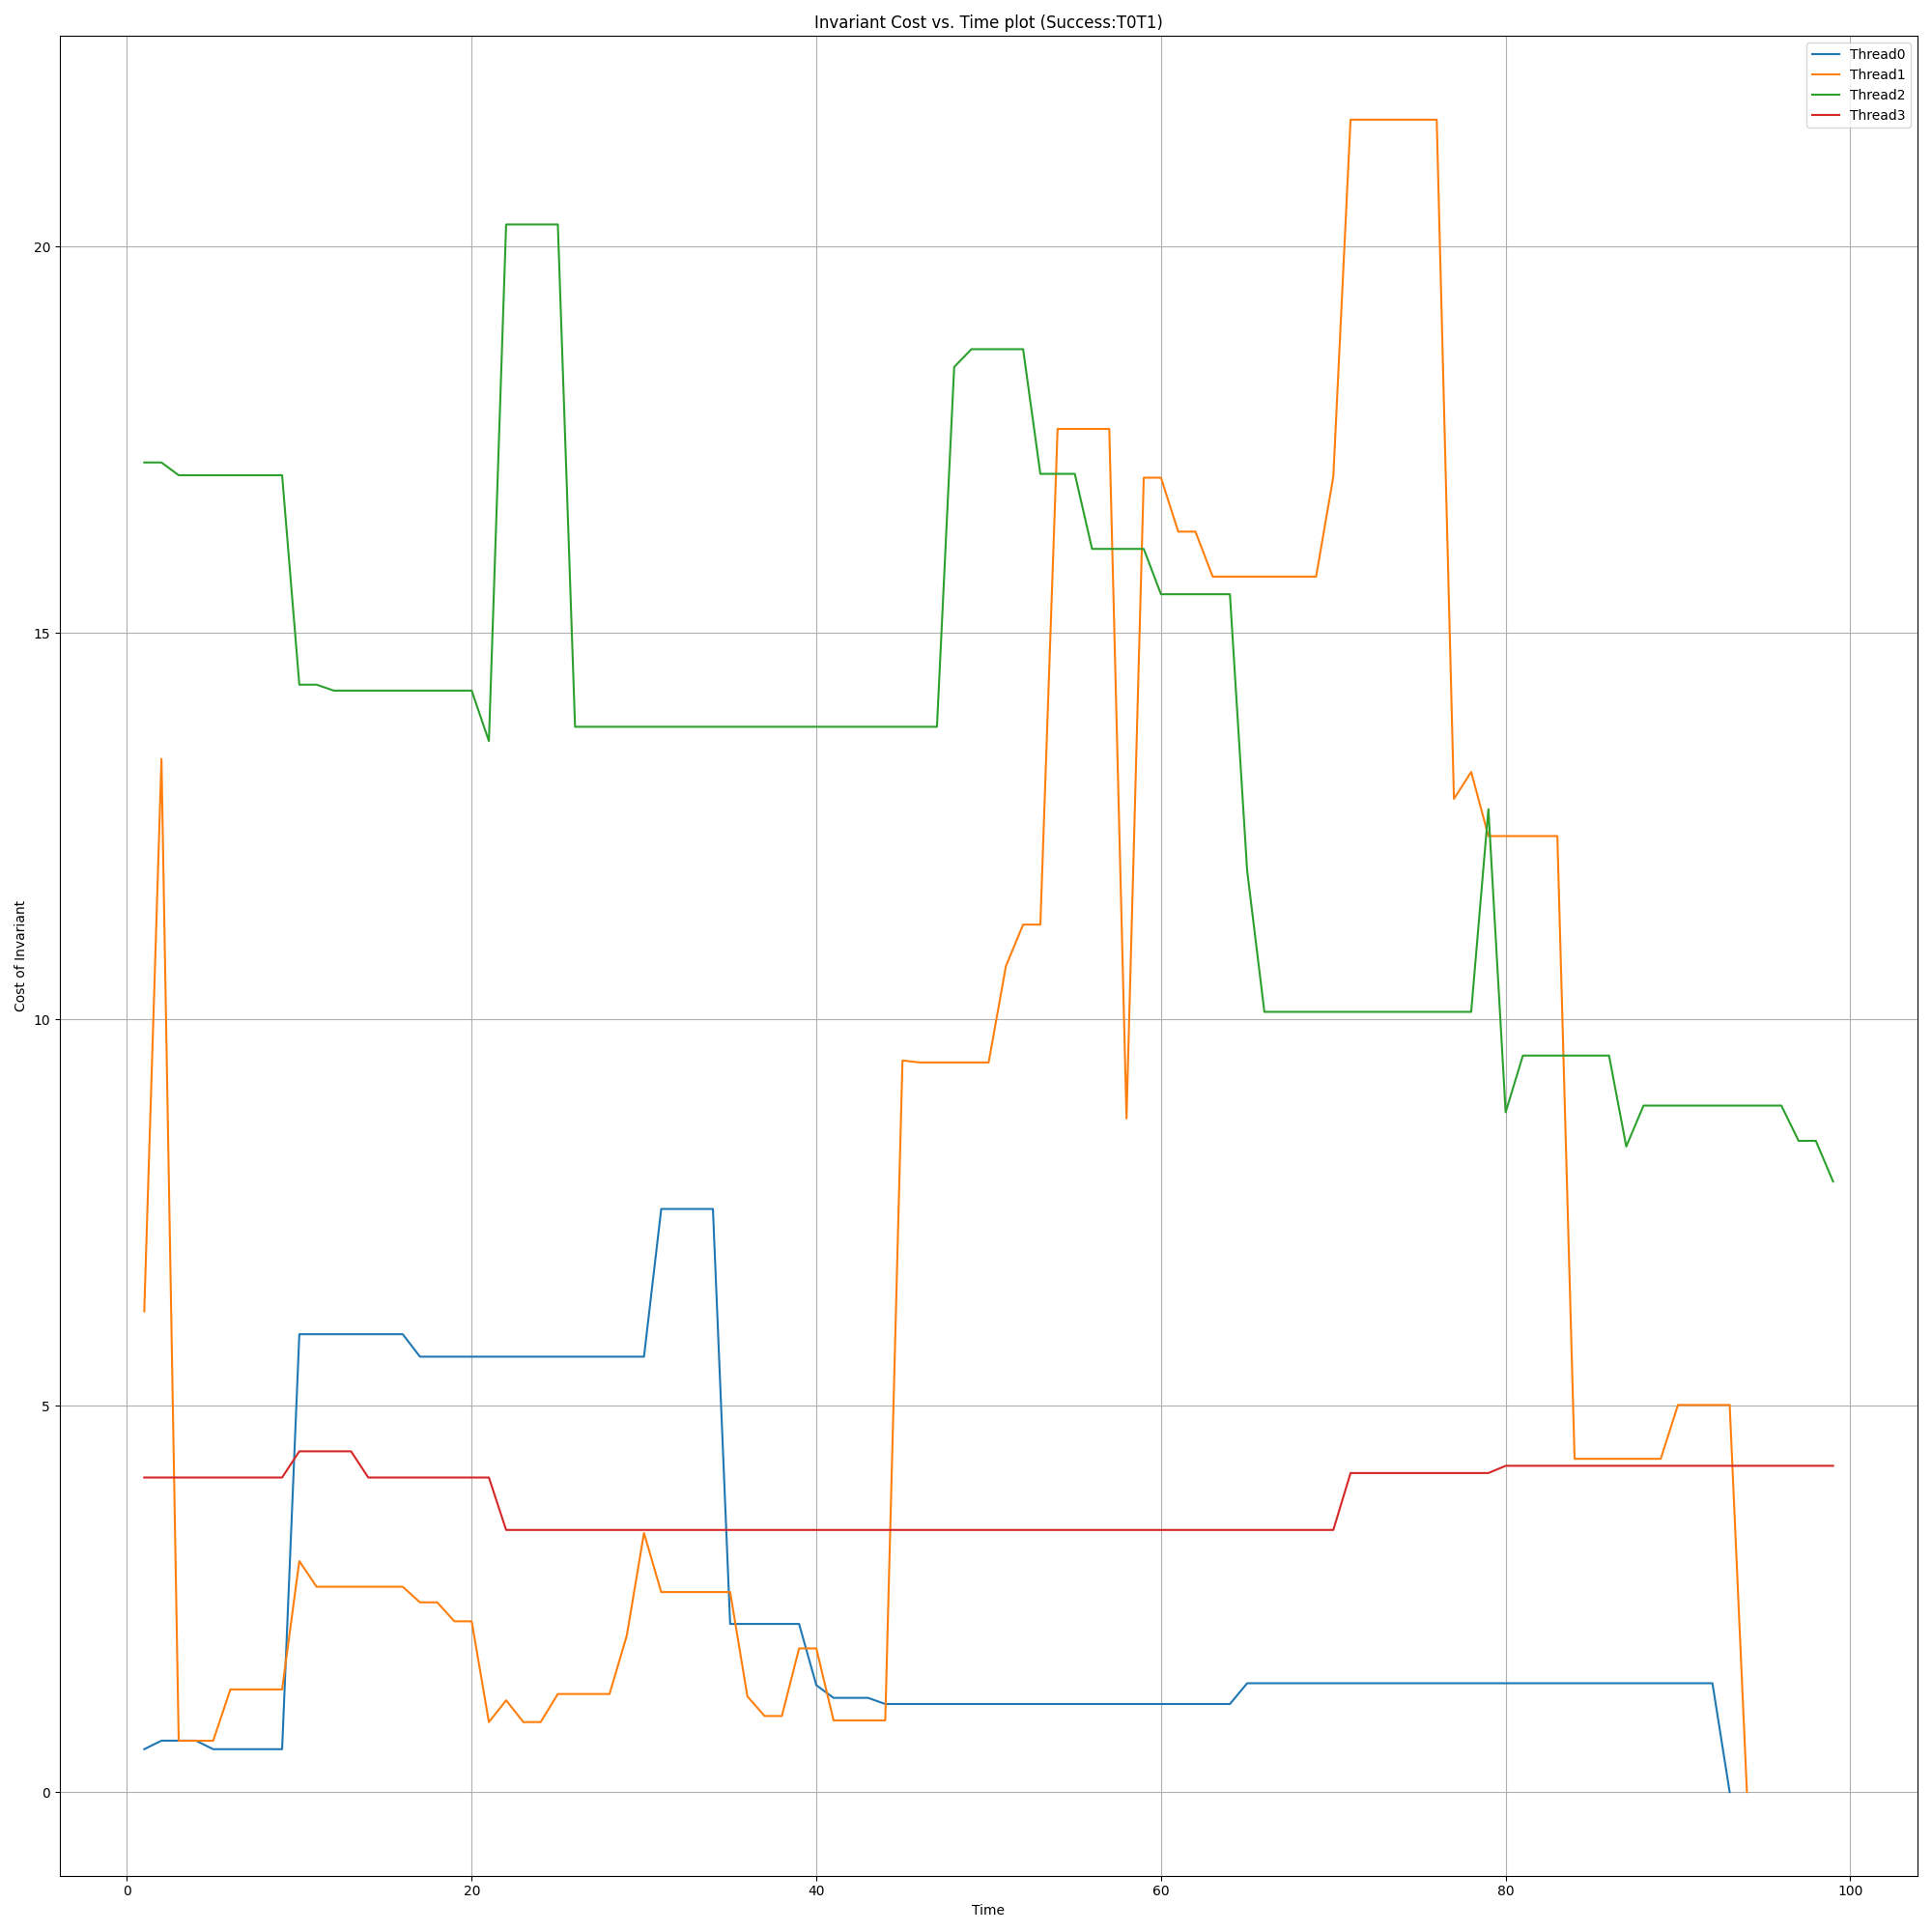 Invariant Cost vs. Time plot (Success:T0T1)
Thread0
Thread1
Thread2
Thread3
Cost of Invariant
20
15
10
5
0
0 20 40 60 80 100
Time